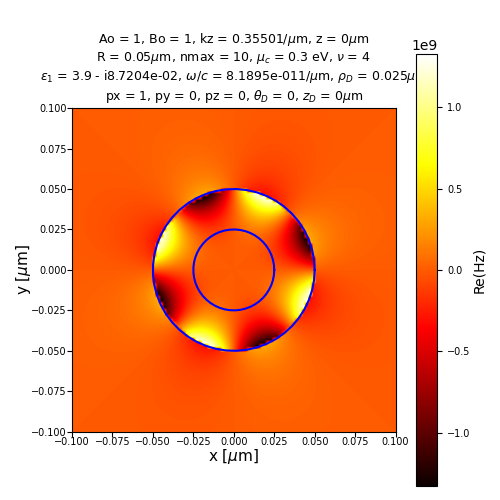 Ao = 1, Bo = 1, kz = 0.35501/μm, z = 0μm
R = 0.05μm, nmax = 10, μc = 0.3 eV, ν = 4
ε1 = 3.9 - i8.7204e-02, ω/c = 8.1895e-011/μm, ρD = 0.025μ
px = 1, py = 0, pz = 0, θD = 0, zD = 0μm
1e9
0.100
0.075
0.050
0.025
0.000
−0.025
−0.050
−0.075
−0.100
y [μm]
−0.100 −0.075 −0.050 −0.025 0.000 0.025 0.050 0.075 0.100
x [μm]
1.0
0.5
0.0
−0.5
−1.0
Re(Hz)